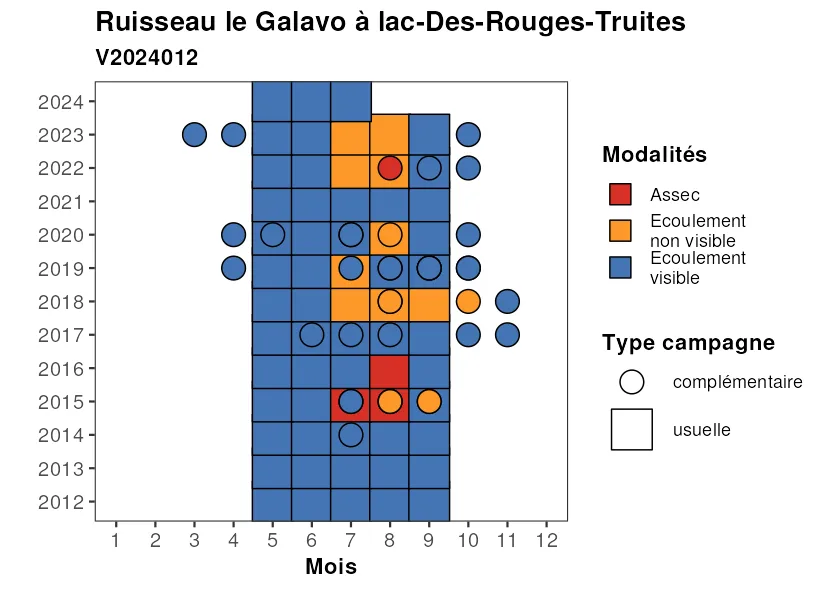 Ruisseau le Galavo à lac-Des-Rouges-Truites
V2024012
2024
2023
2022
2021
2020
2019
2018
2017
2016
2015
2014
2013
2012
1 2 3 4 5 6 7 8 9 10 11 12
Mois
Modalités
Assec
Ecoulement
non visible
Ecoulement
visible
Type campagne
complémentaire
usuelle